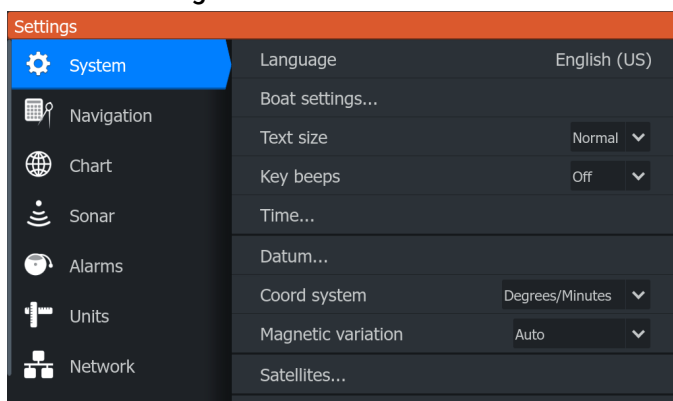 Settings
System
Navigation
Chart
Sonar
Alarms
Units
Network
Language English (US)
Boat settings...
Text size Normal
Key beeps Off
Time...
Datum...
Coord system Degrees/Minutes
Magnetic variation Auto
Satellites...